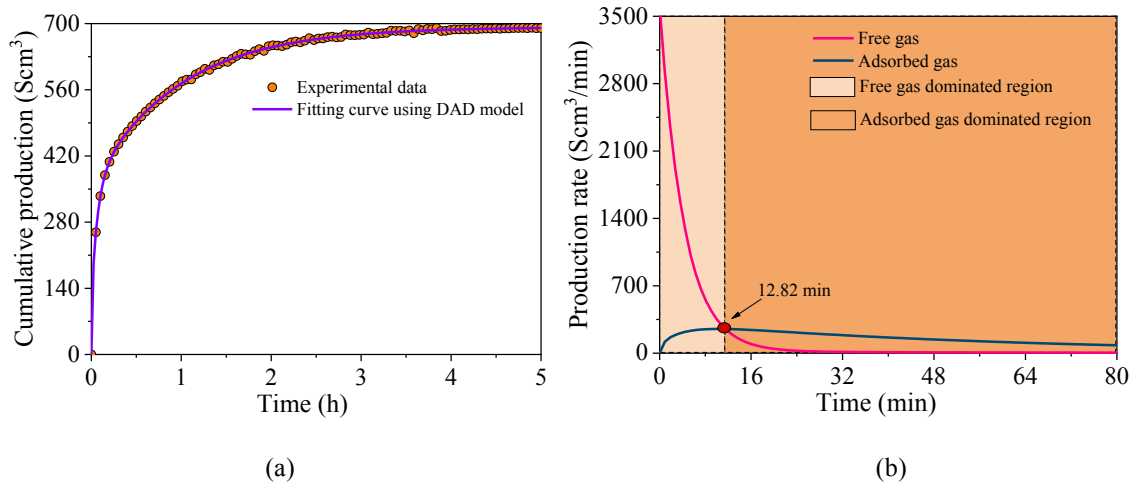 700
560
420
280
140
0
Cumulative production (Scm³)
Experimental data
Fitting curve using DAD model
0 1 2 3 4 5
Time (h)
(a)
3500
2800
2100
1400
700
0
Production rate (Scm³/min)
Free gas
Adsorbed gas
Free gas dominated region
Adsorbed gas dominated region
12.82 min
0 16 32 48 64 80
Time (min)
(b)